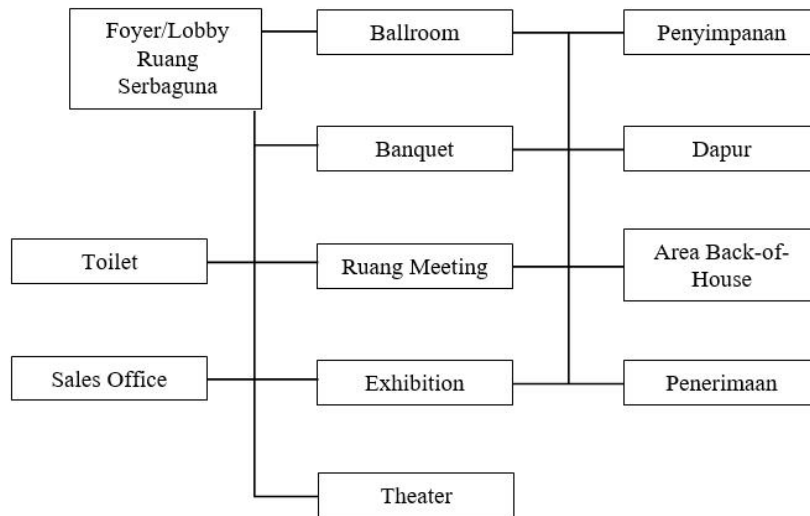 Foyer/Lobby
Ruang
Serbaguna
Ballroom
Penyimpanan
Banquet
Dapur
Toilet
Ruang Meeting
Area Back-of-
House
Sales Office
Exhibition
Penerimaan
Theater